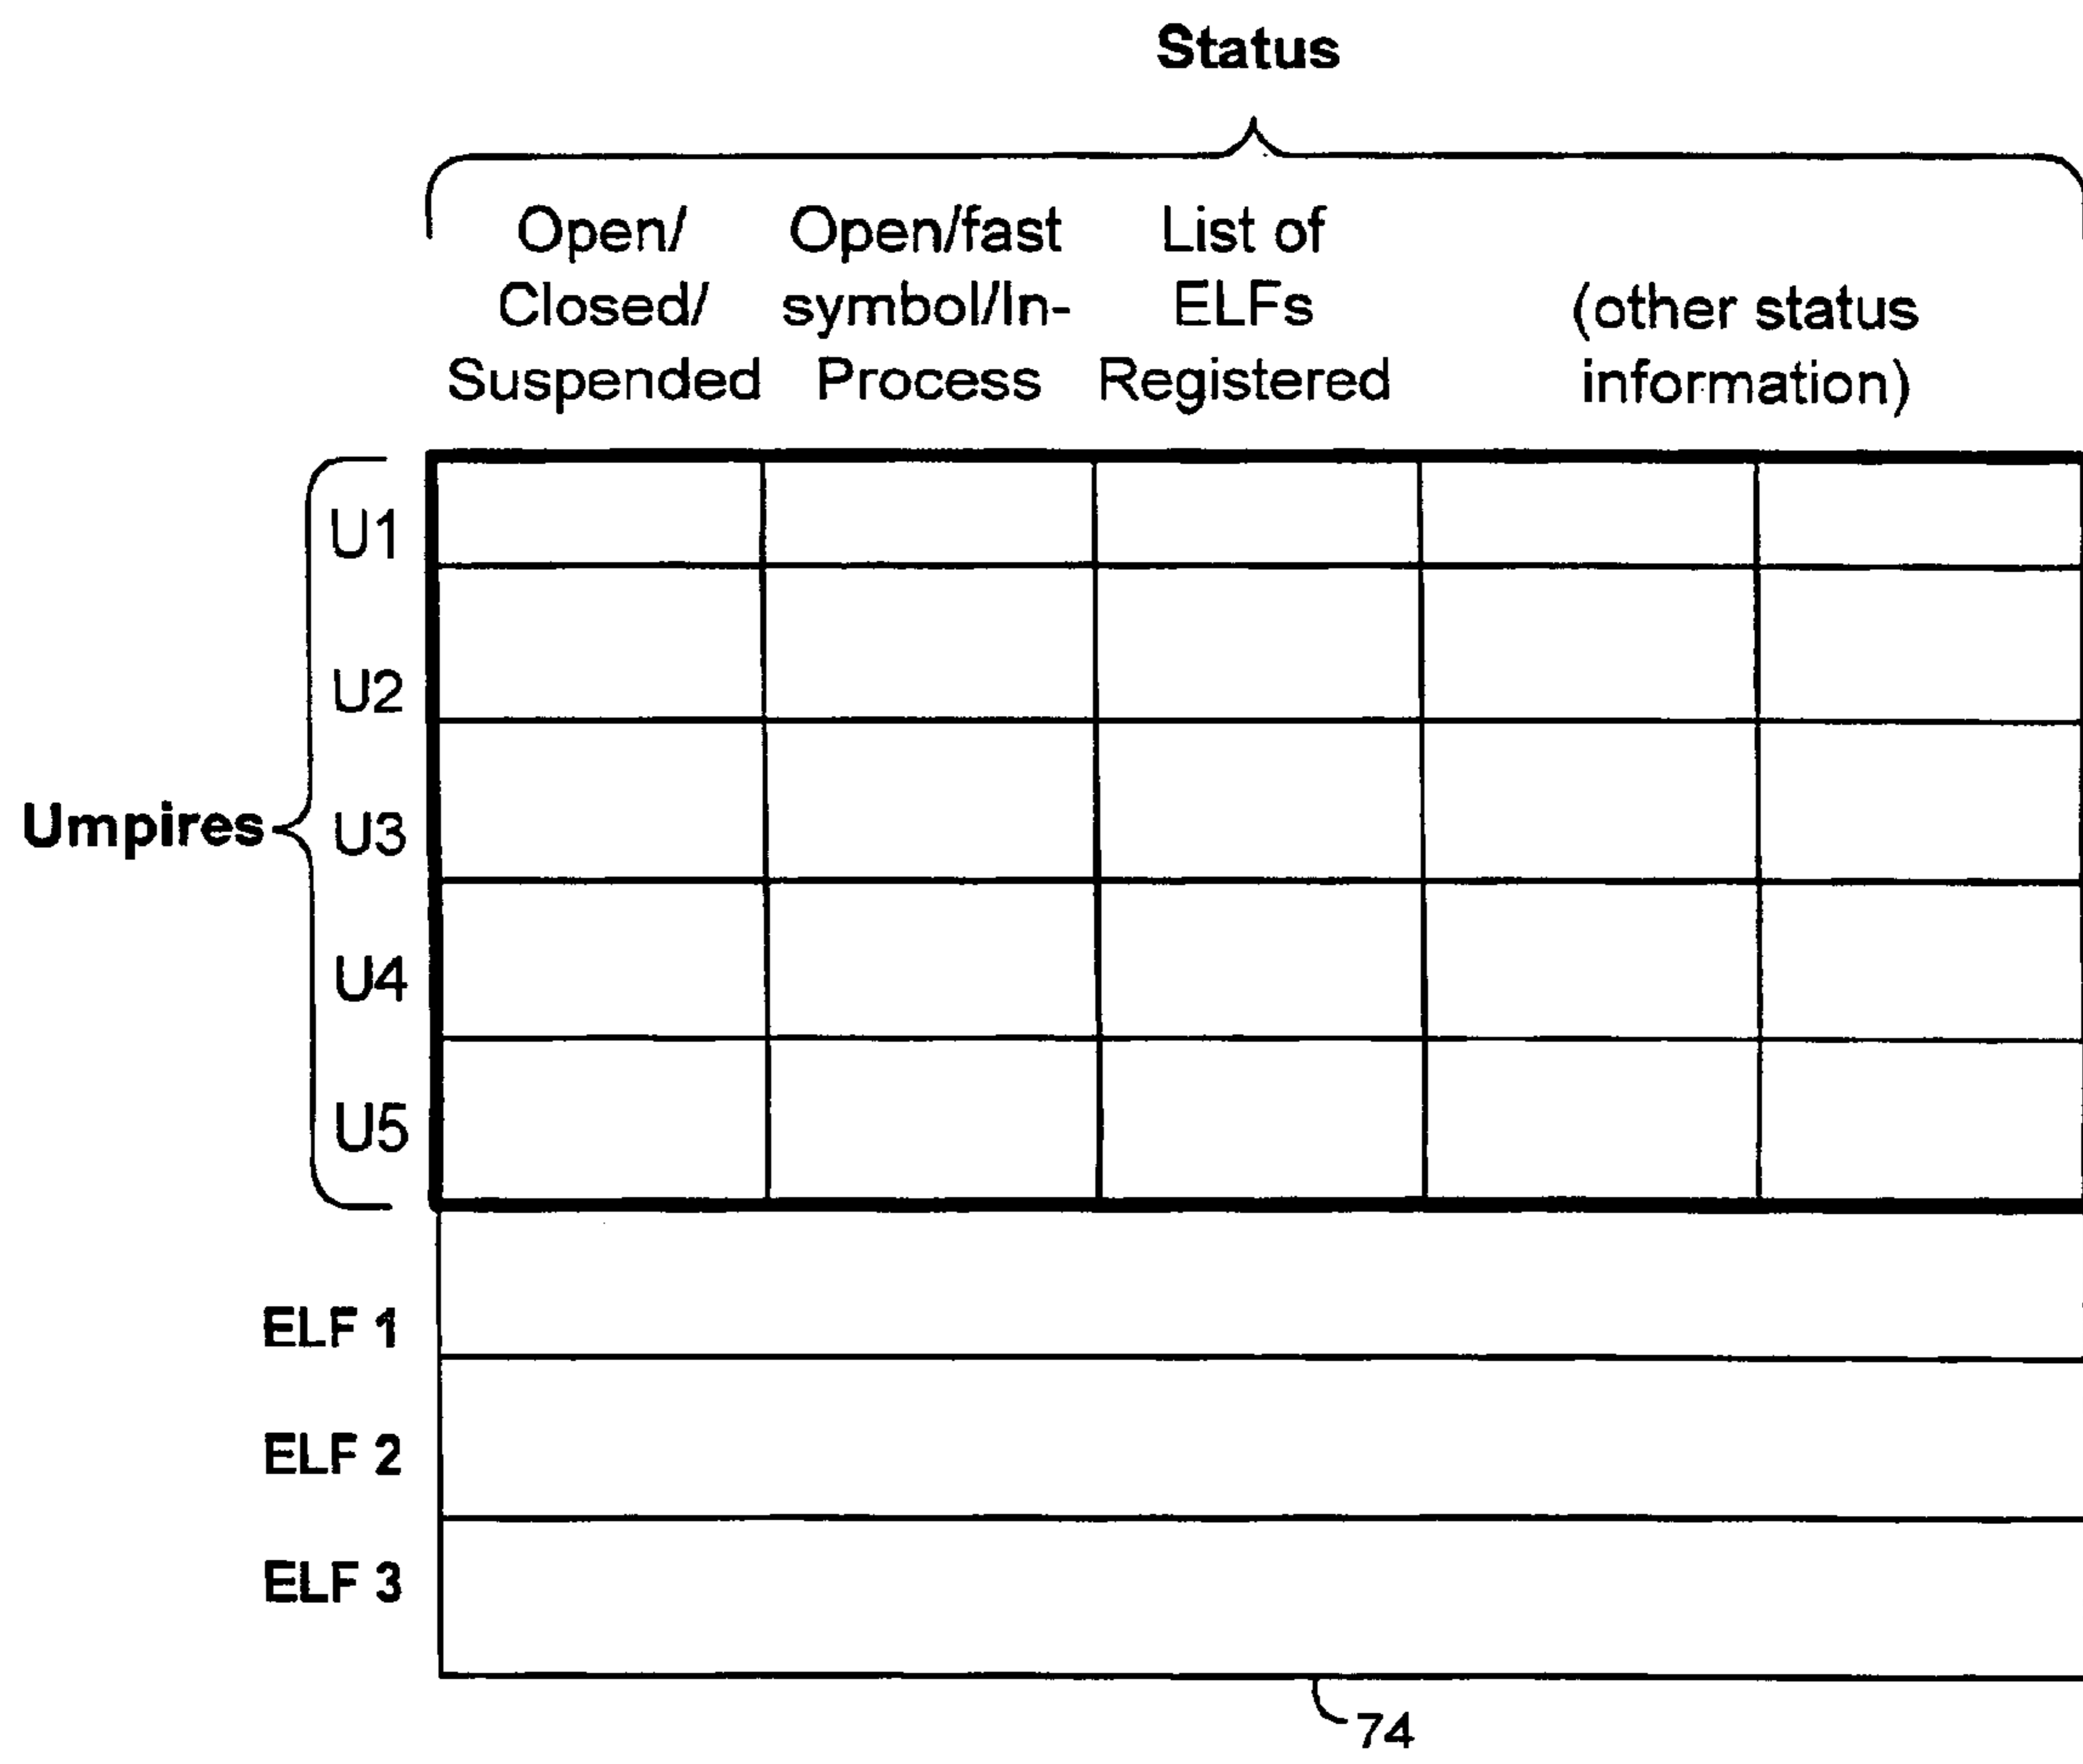 Status
Open/
Closed/
Suspended
Open/fast
symbol/In-
Process
List of
ELFs
Registered
(other status
information)
Umpires
U1
U2
U3
U4
U5
ELF 1
ELF 2
ELF 3
74